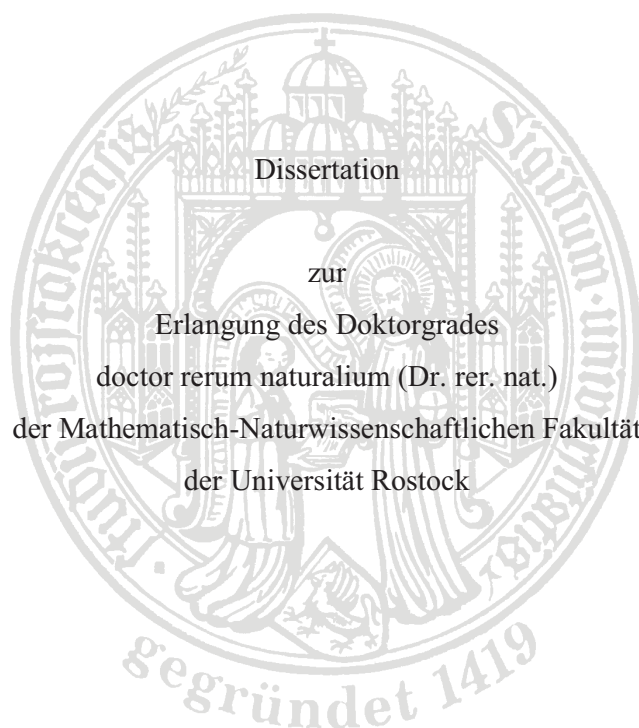 Dissertation
zur
Erlangung des Doktorgrades
doctor rerum naturalium (Dr. rer. nat.)
der Mathematisch-Naturwissenschaftlichen Fakultät
der Universität Rostock
gegründet 1419
Sigillum